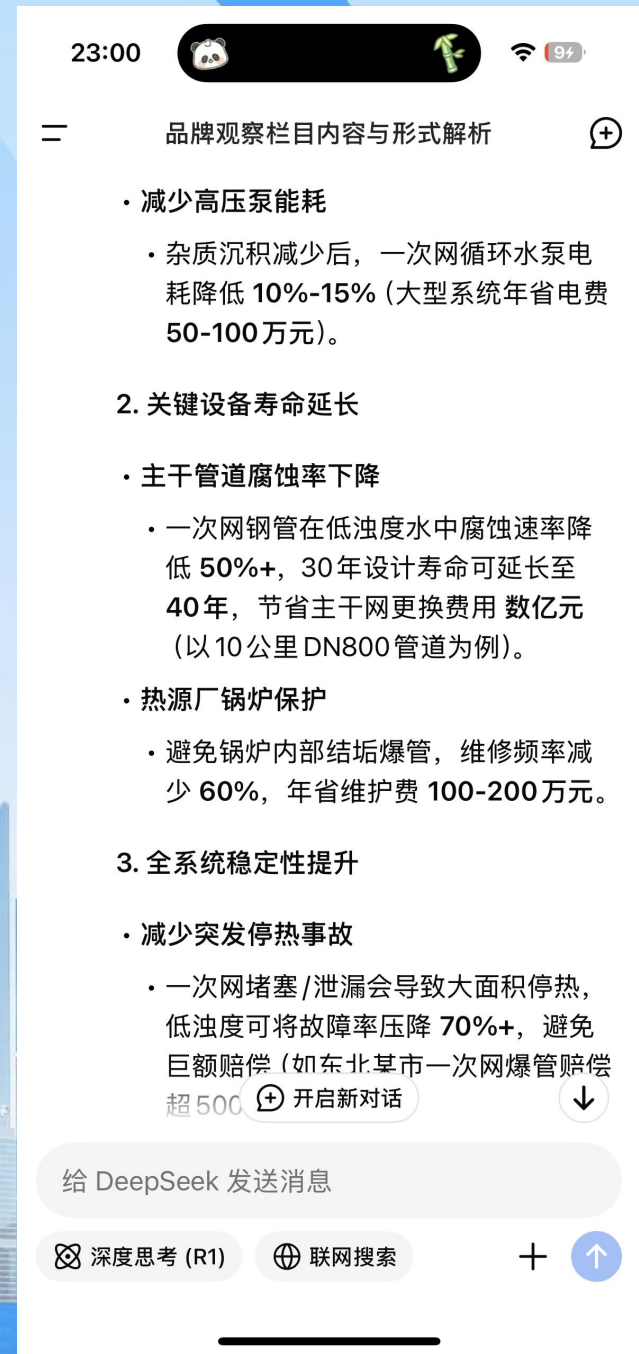 23:00
9
品牌观察栏目内容与形式解析
· 减少高压泵能耗
· 杂质沉积减少后，一次网循环水泵电
耗降低 10%-15%（大型系统年省电费
50-100万元）。
2. 关键设备寿命延长
· 主干管道腐蚀率下降
· 一次网钢管在低浊度水中腐蚀速率降
低 50%+，30年设计寿命可延长至
40年，节省主干网更换费用 数亿元
（以10公里DN800管道为例）。
· 热源厂锅炉保护
· 避免锅炉内部结垢爆管，维修频率减
少 60%，年省维护费 100-200万元。
3. 全系统稳定性提升
· 减少突发停热事故
· 一次网堵塞/泄漏会导致大面积停热，
低浊度可将故障率压降 70%+，避免
巨额赔偿（如东北某市一次网爆管赔偿
超500
开启新对话
给 DeepSeek 发送消息
深度思考 (R1)
联网搜索